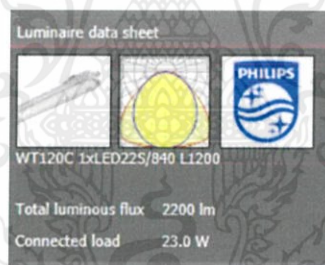 Luminaire data sheet
PHILIPS
WT120C 1xLED22S/840 L1200
Total luminous flux 2200 lm
Connected load 23.0 W